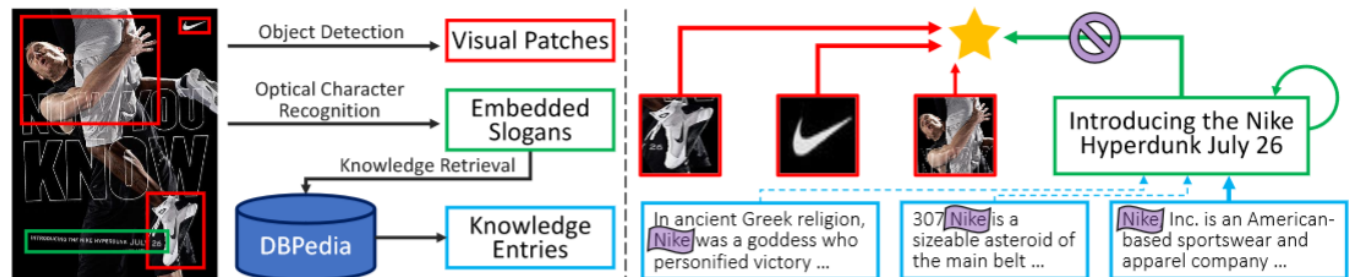 NOW YOU
KNOW
INTRODUCING THE NIKE HYPERDUNK JULY 26
Object Detection
Visual Patches
Optical Character
Recognition
Embedded
Slogans
Knowledge Retrieval
DBPedia
Knowledge
Entries
26
Introducing the Nike
Hyperdunk July 26
In ancient Greek religion,
Nike was a goddess who
personified victory ...
307 Nike is a
sizeable asteroid of
the main belt ...
Nike Inc. is an American-
based sportswear and
apparel company ...